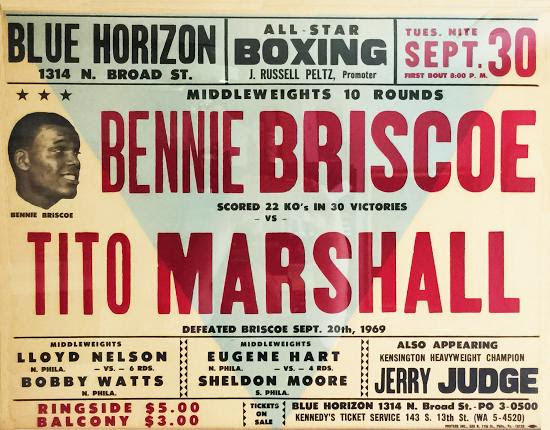 BLUE HORIZON
1314 N. BROAD ST.
ALL-STAR
BOXING
J. RUSSELL PELTZ, Promoter
TUES. NITE
SEPT. 30
FIRST BOUT 8:00 P. M.
MIDDLEWEIGHTS 10 ROUNDS
BENNIE BRISCOE
BENNIE BRISCOE
SCORED 22 KO's IN 30 VICTORIES
- VS -
TITO MARSHALL
DEFEATED BRISCOE SEPT. 20th, 1969
MIDDLEWEIGHTS
LLOYD NELSON
N. PHILA. - VS. - 6 RDS.
BOBBY WATTS
N. PHILA.
MIDDLEWEIGHTS
EUGENE HART
N. PHILA. - VS. - 4 RDS.
SHELDON MOORE
S. PHILA.
ALSO APPEARING
KENSINGTON HEAVYWEIGHT CHAMPION
JERRY JUDGE
RINGSIDE $5.00
BALCONY $3.00
TICKETS
ON
SALE
BLUE HORIZON 1314 N. Broad St.-PO 3-0500
KENNEDY'S TICKET SERVICE 143 S. 13th St. (WA 5-4520)